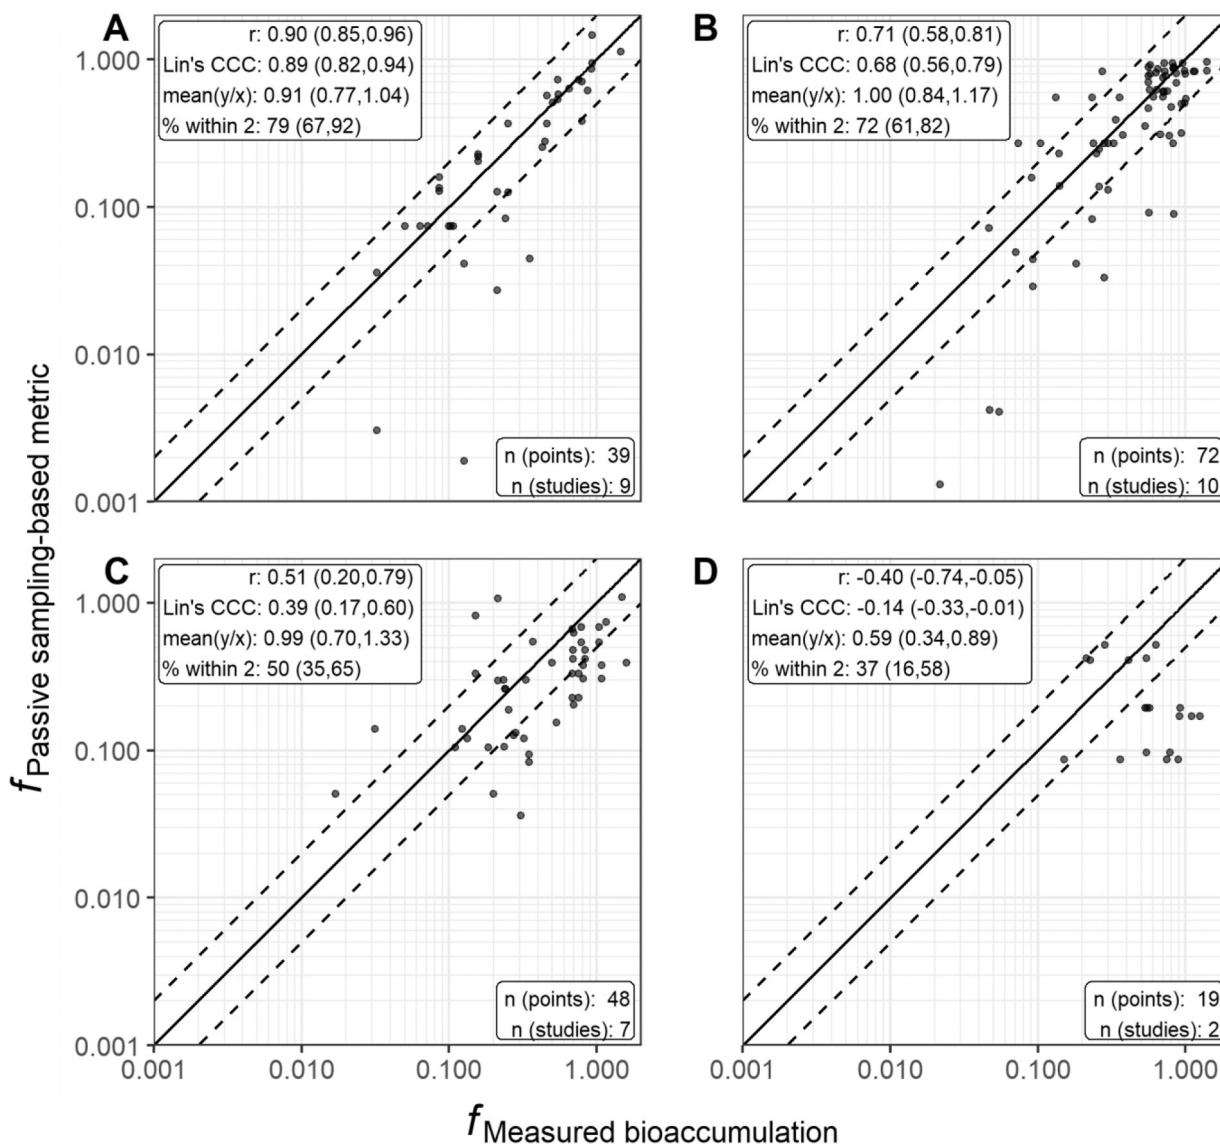 A
r: 0.90 (0.85,0.96)
Lin's CCC: 0.89 (0.82,0.94)
mean(y/x): 0.91 (0.77,1.04)
% within 2: 79 (67,92)
n (points): 39
n (studies): 9
B
r: 0.71 (0.58,0.81)
Lin's CCC: 0.68 (0.56,0.79)
mean(y/x): 1.00 (0.84,1.17)
% within 2: 72 (61,82)
n (points): 72
n (studies): 10
1.000
0.100
0.010
0.001
C
r: 0.51 (0.20,0.79)
Lin's CCC: 0.39 (0.17,0.60)
mean(y/x): 0.99 (0.70,1.33)
% within 2: 50 (35,65)
n (points): 48
n (studies): 7
D
r: -0.40 (-0.74,-0.05)
Lin's CCC: -0.14 (-0.33,-0.01)
mean(y/x): 0.59 (0.34,0.89)
% within 2: 37 (16,58)
n (points): 19
n (studies): 2
1.000
0.100
0.010
0.001
0.001 0.010 0.100 1.000
0.001 0.010 0.100 1.000
f Passive sampling-based metric
f Measured bioaccumulation